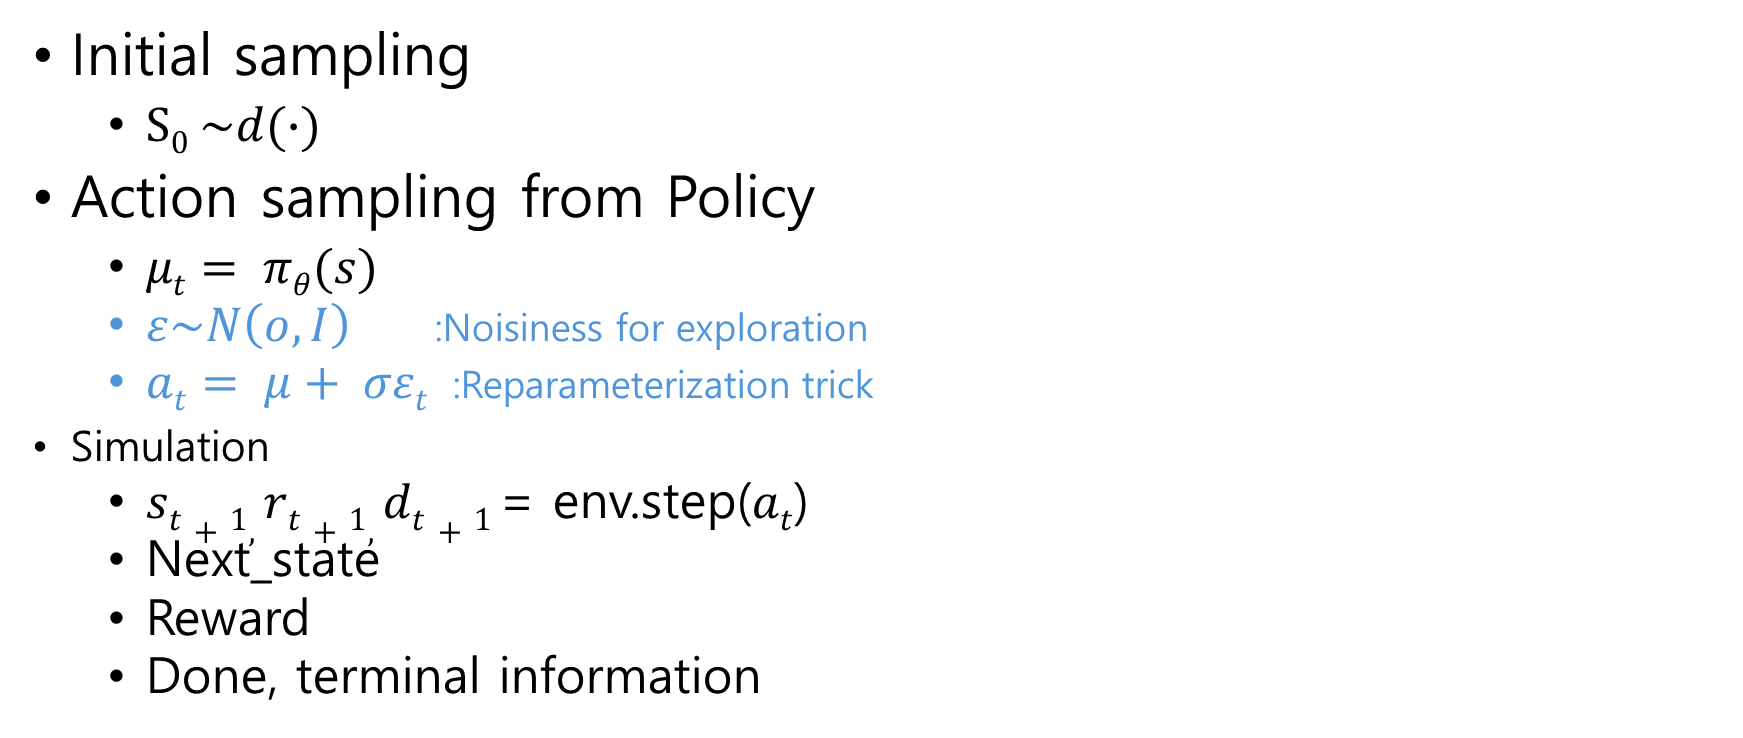 • Initial sampling
• S₀ ~d(·)
• Action sampling from Policy
• μₜ = π_θ(s)
• ε~N(o, I) :Noisiness for exploration
• aₜ = μ + σεₜ :Reparameterization trick
• Simulation
• sₜ₊₁, rₜ₊₁, dₜ₊₁ = env.step(aₜ)
• Next_state
• Reward
• Done, terminal information